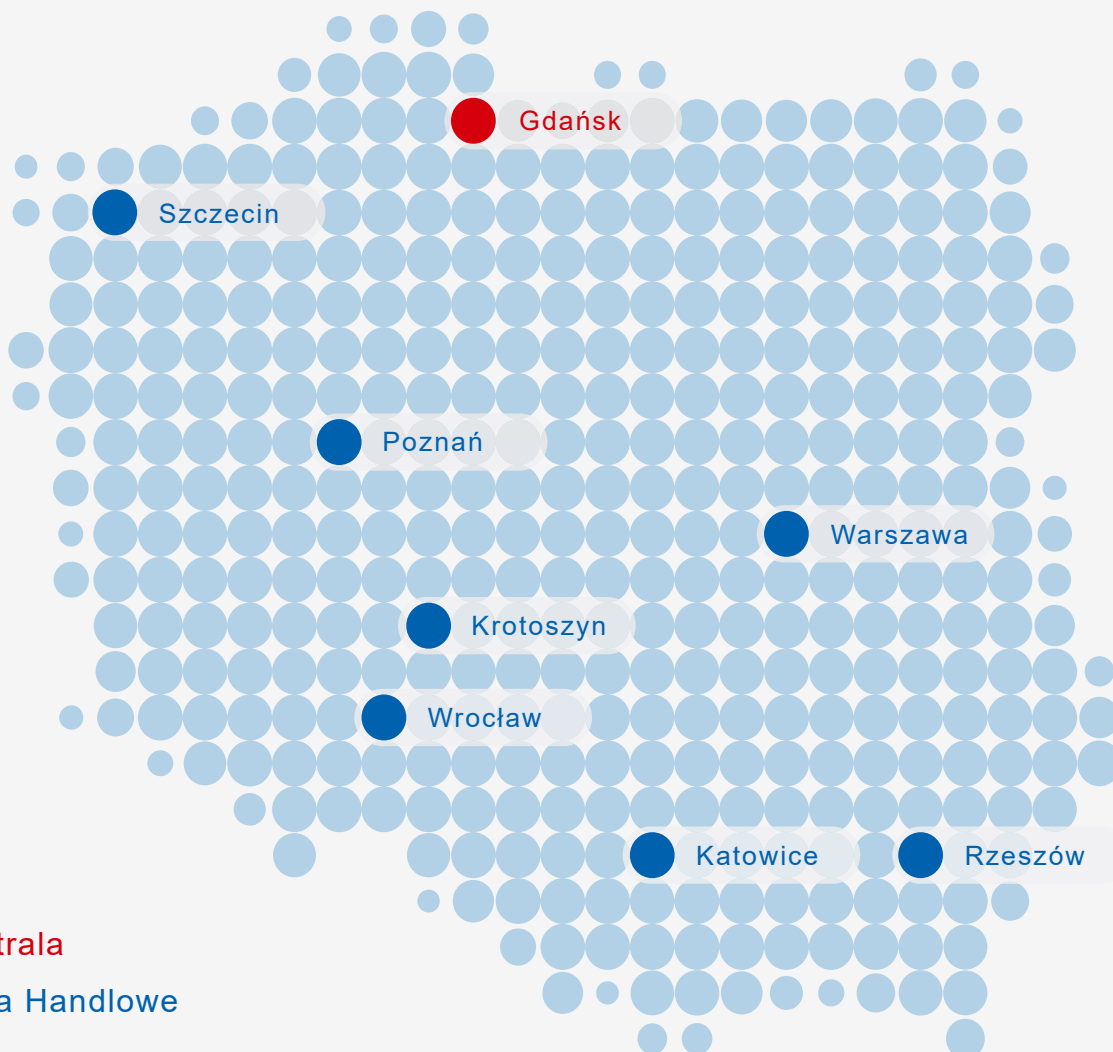 Gdańsk
Szczecin
Poznań
Warszawa
Krotoszyn
Wrocław
Katowice Rzeszów
trala
a Handlowe